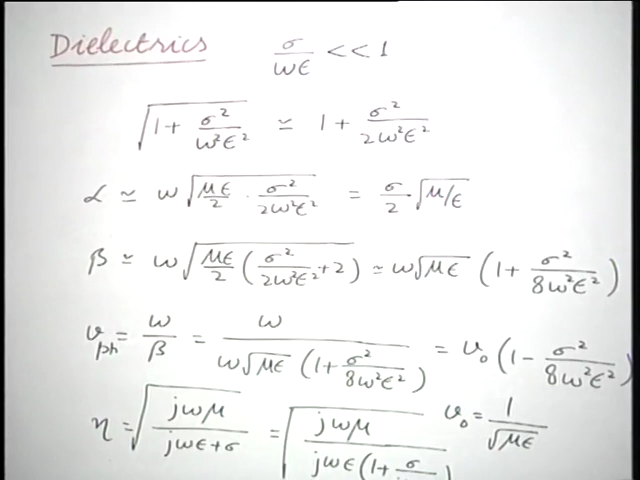 Dielectrics σ/ωϵ << 1
√(1 + σ²/ω²ϵ²) ≃ 1 + σ²/2ω²ϵ²
α ≃ ω√(μϵ/2 · σ²/2ω²ϵ²) = σ/2 · √(μ/ϵ)
β ≃ ω√(μϵ/2 (σ²/2ω²ϵ² + 2)) ≃ ω√μϵ (1 + σ²/8ω²ϵ²)
v_ph = ω/β = ω/(ω√μϵ (1 + σ²/8ω²ϵ²)) = v₀ (1 − σ²/8ω²ϵ²)
η = √(jωμ/(jωϵ + σ)) = √(jωμ/(jωϵ(1 + σ/ v₀ = 1/√μϵ